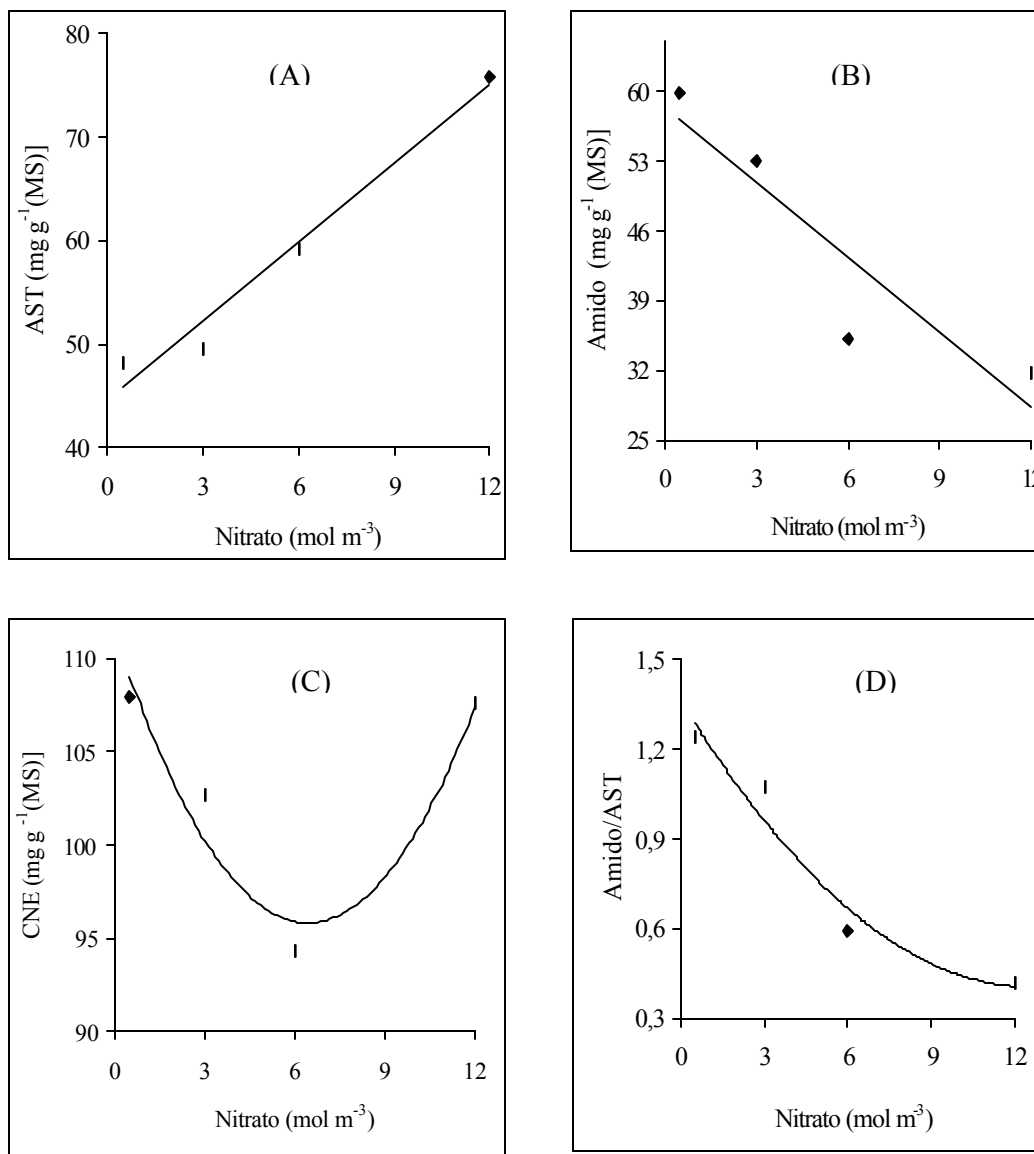 (A)
80
70
60
50
40
AST (mg g⁻¹(MS)]
0 3 6 9 12
Nitrato (mol m⁻³)
(B)
60
53
46
39
32
25
Amido (mg g⁻¹ (MS)]
0 3 6 9 12
Nitrato (mol m⁻³)
(C)
110
105
100
95
90
CNE (mg g⁻¹(MS)]
0 3 6 9 12
Nitrato (mol m⁻³)
(D)
1,5
1,2
0,9
0,6
0,3
Amido/AST
0 3 6 9 12
Nitrato (mol m³)